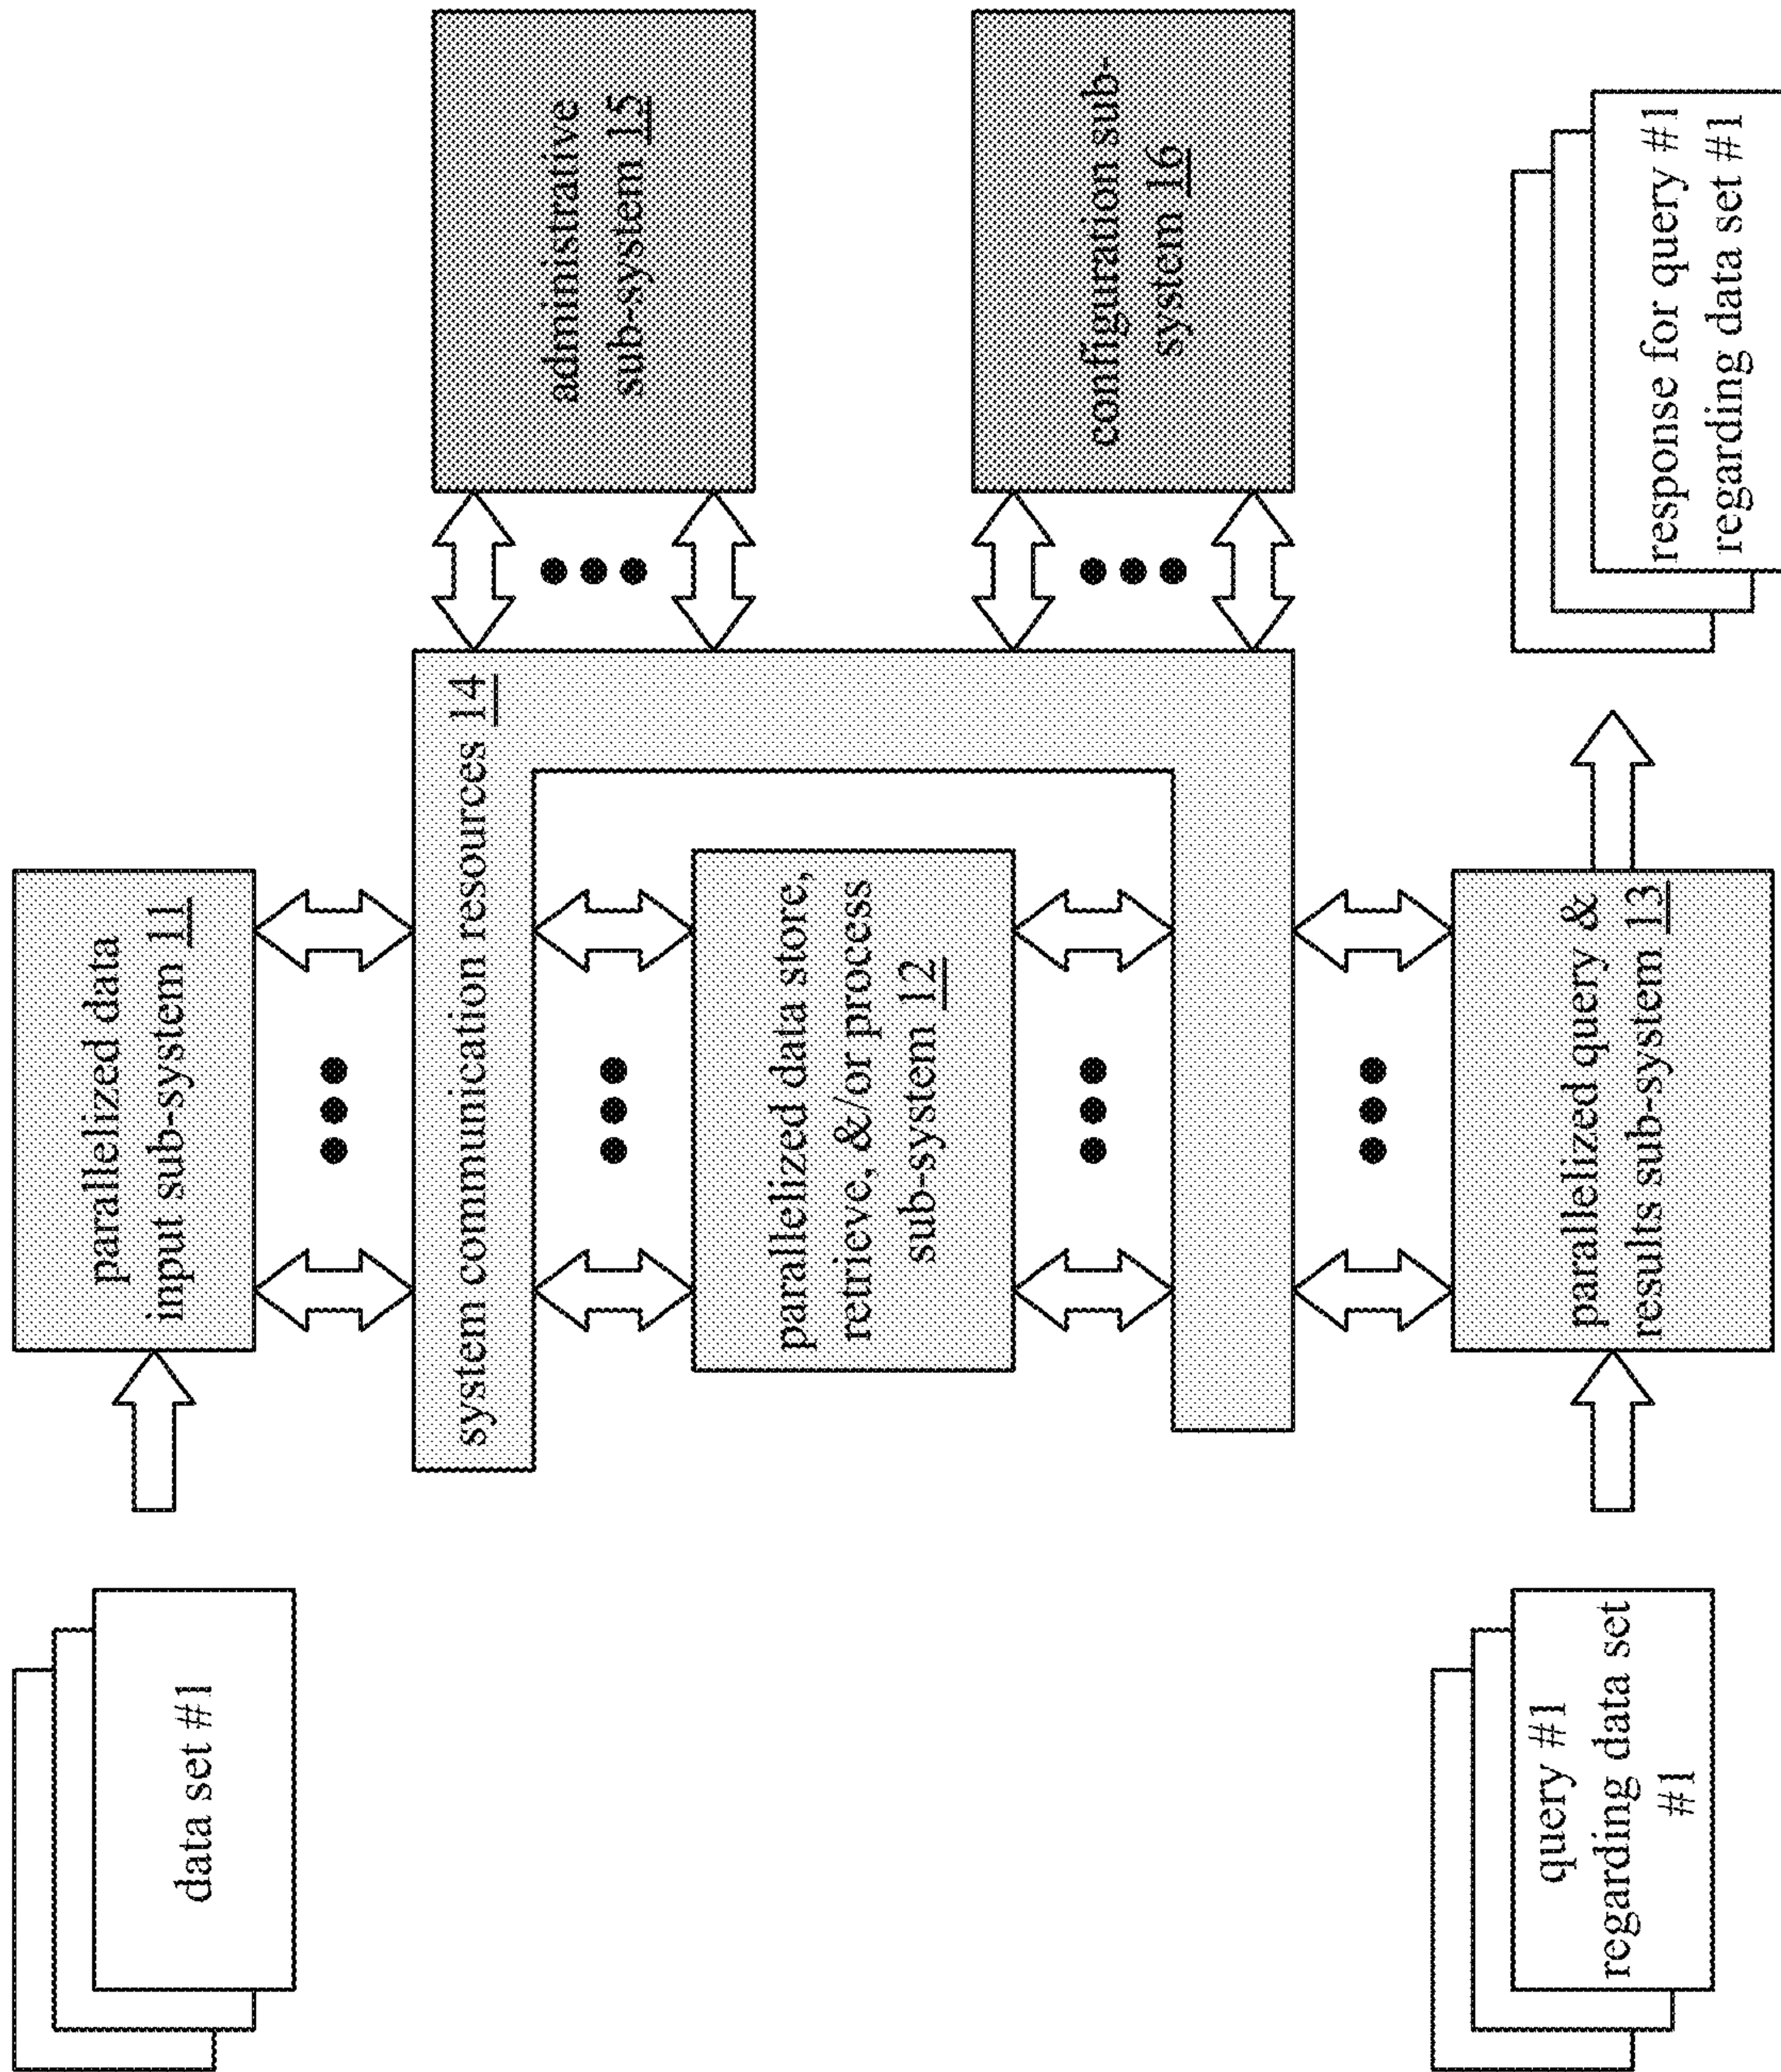 data set #1
parallelized data
input sub-system 11
system communication resources 14
administrative
sub-system 15
parallelized data store,
retrieve, &/or process
sub-system 12
configuration sub-
system 16
query #1
regarding data set
#1
parallelized query &
results sub-system 13
response for query #1
regarding data set #1